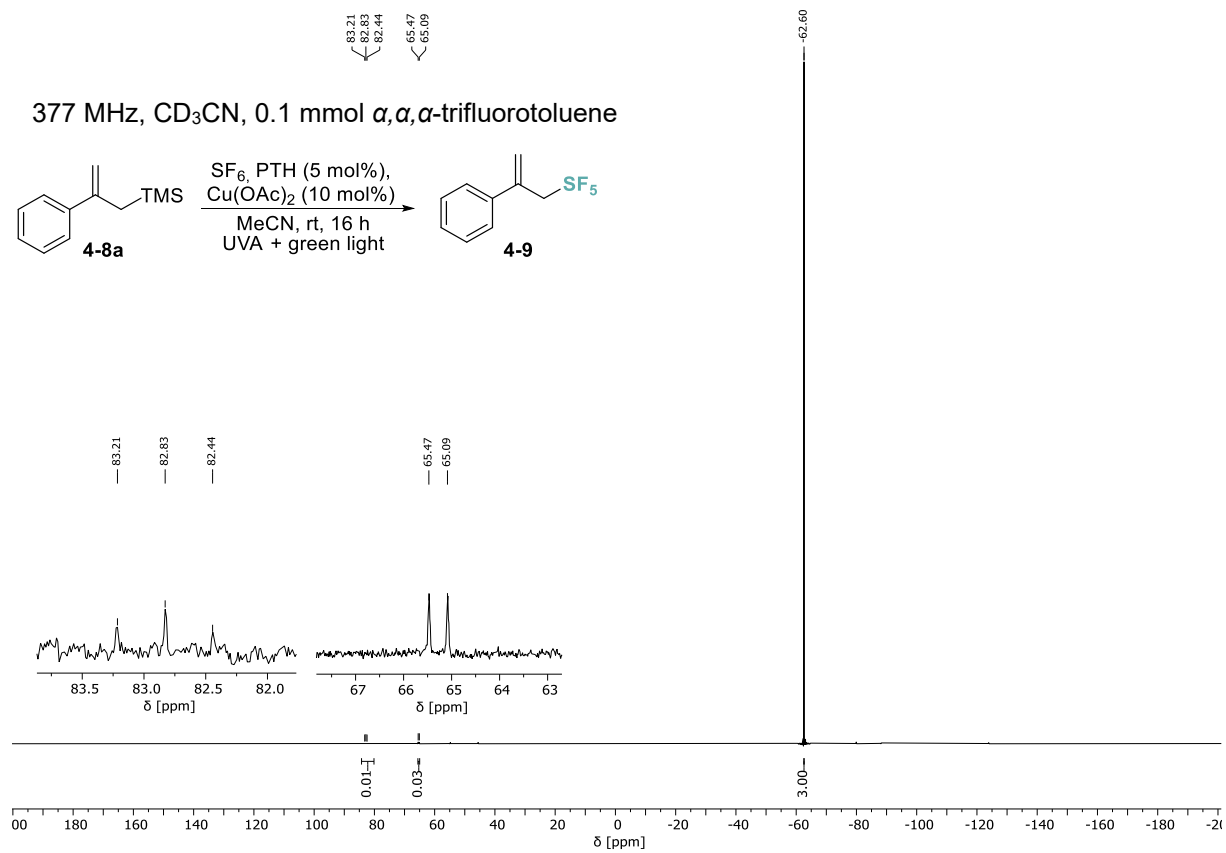 83.21
82.83
82.44
65.47
65.09
-62.60
377 MHz, CD₃CN, 0.1 mmol α,α,α-trifluorotoluene
SF₆, PTH (5 mol%),
Cu(OAc)₂ (10 mol%)
MeCN, rt, 16 h
UVA + green light
TMS
4-8a
SF₅
4-9
83.21
82.83
82.44
65.47
65.09
83.5 83.0 82.5 82.0
δ [ppm]
67 66 65 64 63
δ [ppm]
0.01
0.03
3.00
00 180 160 140 120 100 80 60 40 20 0 -20 -40 -60 -80 -100 -120 -140 -160 -180 -20
δ [ppm]